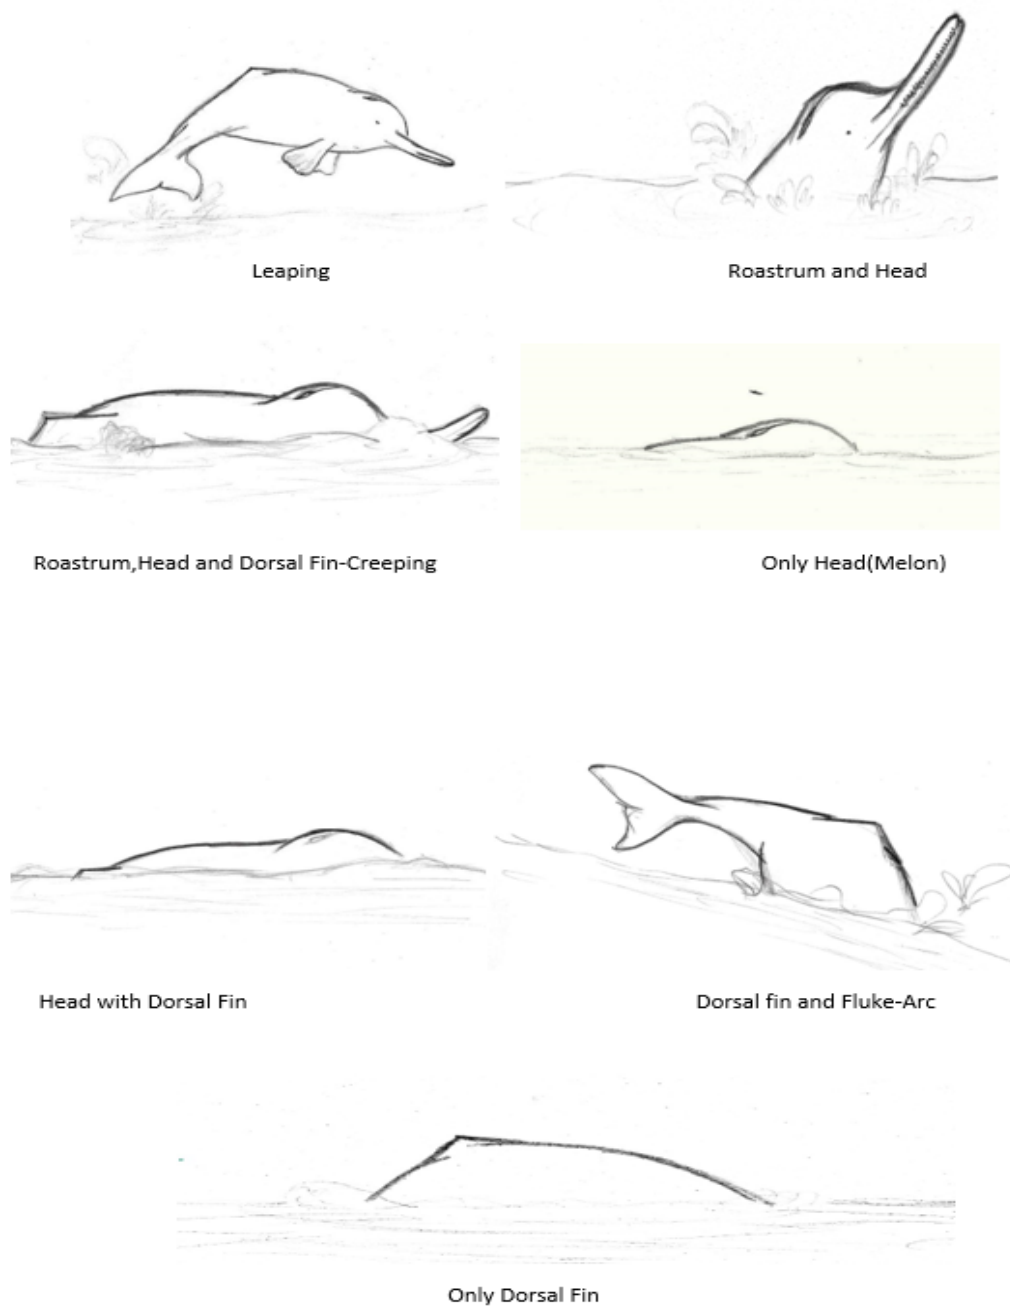 Leaping
Roastrum and Head
Roastrum,Head and Dorsal Fin-Creeping
Only Head(Melon)
Head with Dorsal Fin
Dorsal fin and Fluke-Arc
Only Dorsal Fin